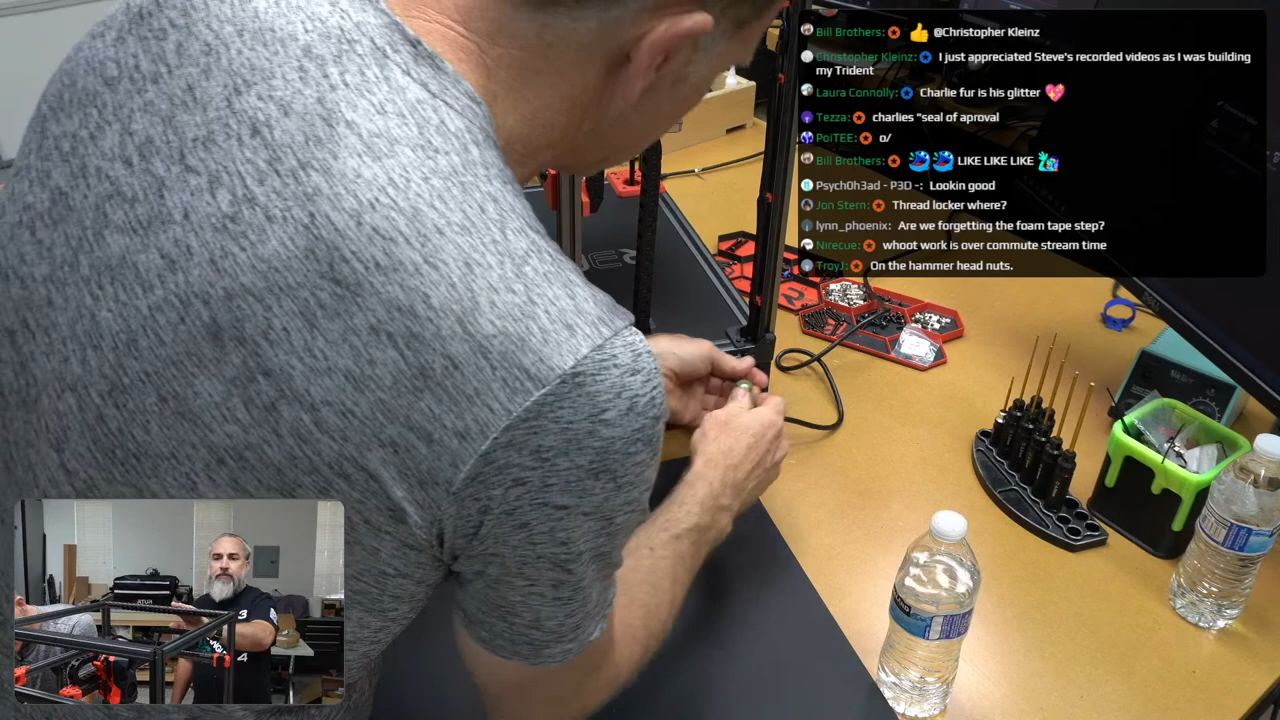 Bill Brothers: 👍 @Christopher Kleinz
Christopher Kleinz: I just appreciated Steve's recorded videos as I was building
my Trident
Laura Connolly: Charlie fur is his glitter 💖
Tezza: charlies "seal of aproval
PoiTEE: o/
Bill Brothers: LIKE LIKE LIKE
Psych0h3ad - P3D -: Lookin good
Jon Stern: Thread locker where?
lynn_phoenix: Are we forgetting the foam tape step?
Nirecue: whoot work is over commute stream time
TroyJ: On the hammer head nuts.